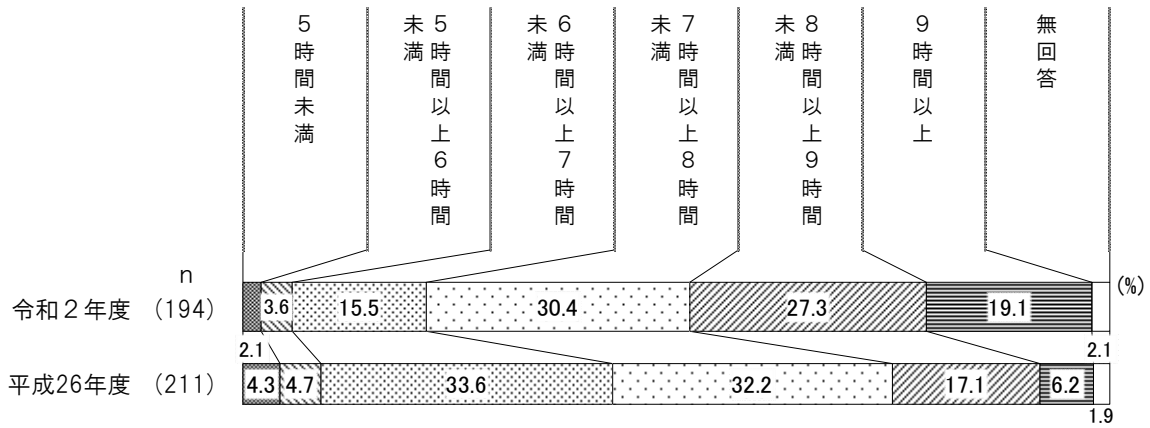 5時間未満
5時間以上6時間
未満
6時間以上7時間
未満
7時間以上8時間
未満
8時間以上9時間
未満
9時間以上
無回答
n
(%)
令和2年度 (194)
3.6
15.5
30.4
27.3
19.1
2.1
2.1
平成26年度 (211)
4.3
4.7
33.6
32.2
17.1
6.2
1.9